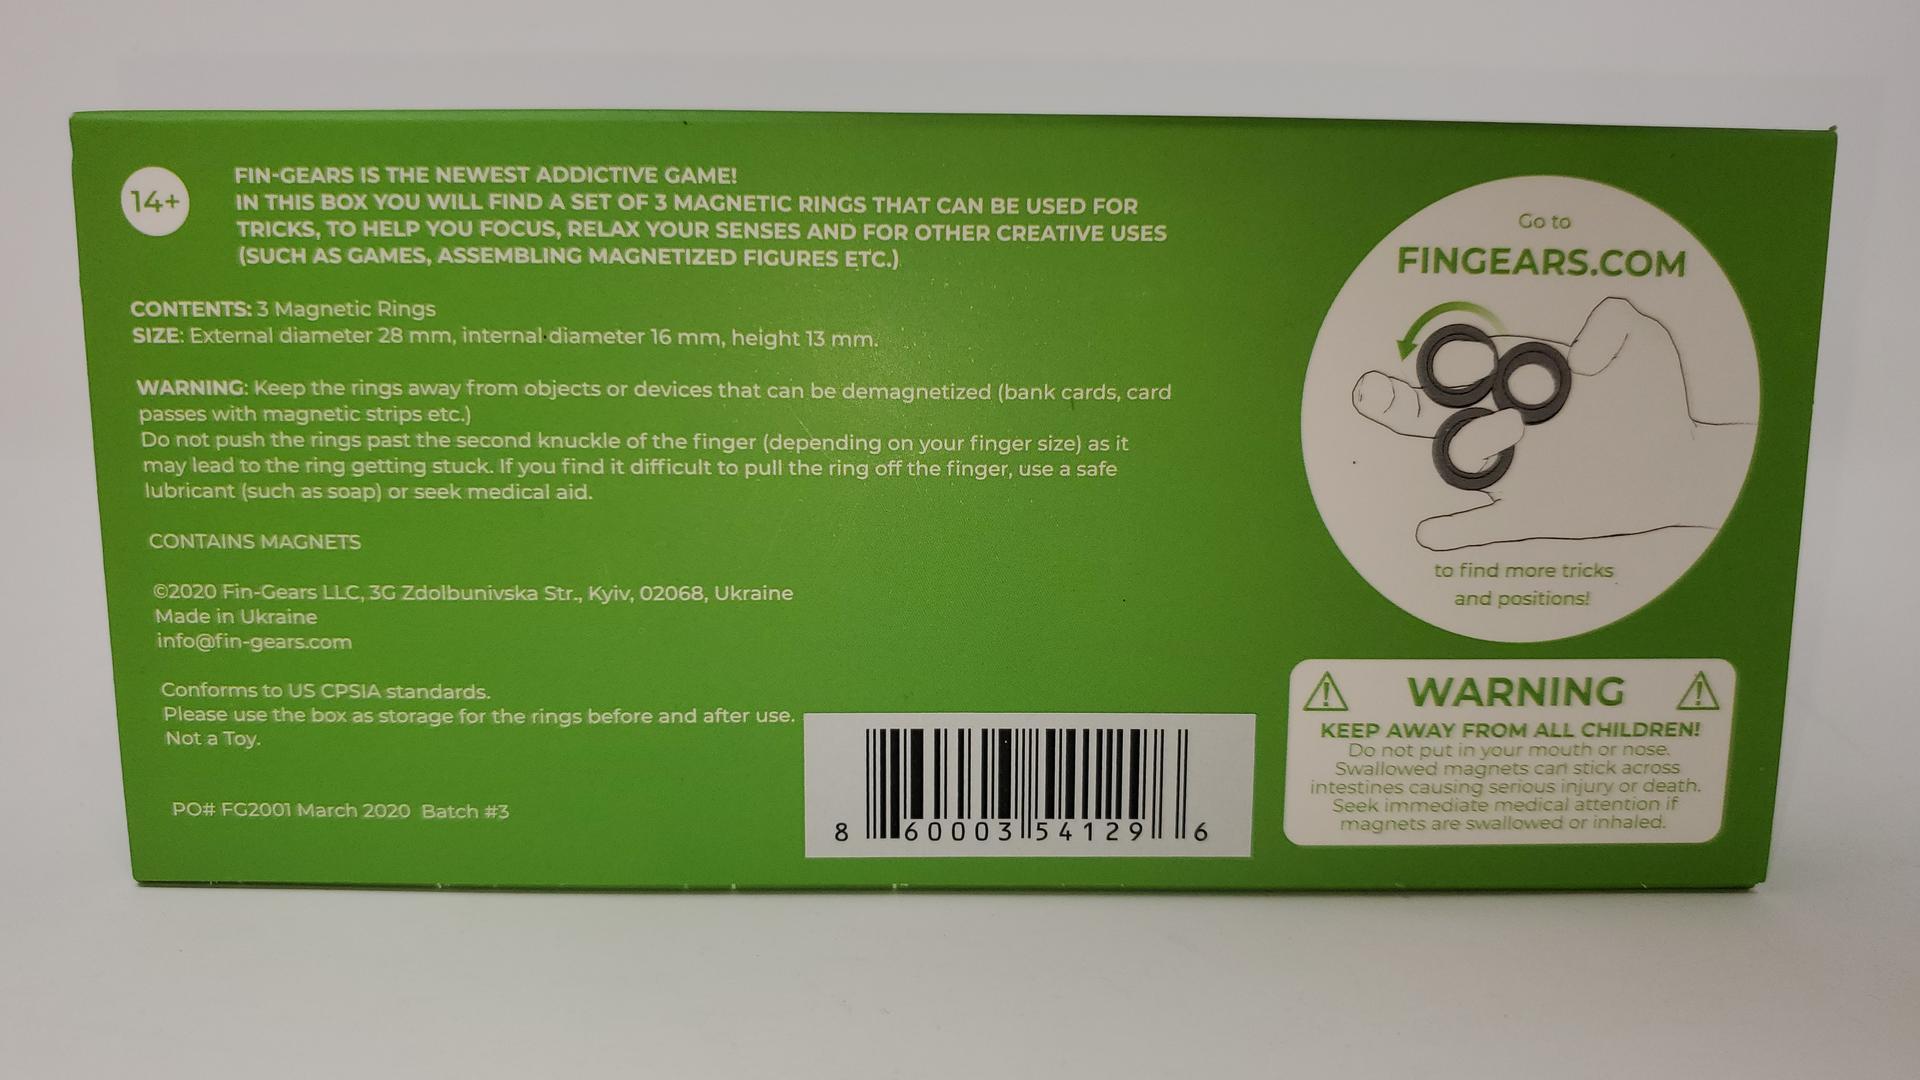 14+
FIN-GEARS IS THE NEWEST ADDICTIVE GAME!
IN THIS BOX YOU WILL FIND A SET OF 3 MAGNETIC RINGS THAT CAN BE USED FOR
TRICKS, TO HELP YOU FOCUS, RELAX YOUR SENSES AND FOR OTHER CREATIVE USES
(SUCH AS GAMES, ASSEMBLING MAGNETIZED FIGURES ETC.)
CONTENTS: 3 Magnetic Rings
SIZE: External diameter 28 mm, internal diameter 16 mm, height 13 mm.
WARNING: Keep the rings away from objects or devices that can be demagnetized (bank cards, card
passes with magnetic strips etc.)
Do not push the rings past the second knuckle of the finger (depending on your finger size) as it
may lead to the ring getting stuck. If you find it difficult to pull the ring off the finger, use a safe
lubricant (such as soap) or seek medical aid.
CONTAINS MAGNETS
©2020 Fin-Gears LLC, 3G Zdolbunivska Str., Kyiv, 02068, Ukraine
Made in Ukraine
info@fin-gears.com
Conforms to US CPSIA standards.
Please use the box as storage for the rings before and after use.
Not a Toy.
PO# FG2001 March 2020 Batch #3
8 60003 54129 6
Go to
FINGEARS.COM
to find more tricks
and positions!
WARNING
KEEP AWAY FROM ALL CHILDREN!
Do not put in your mouth or nose.
Swallowed magnets can stick across
intestines causing serious injury or death.
Seek immediate medical attention if
magnets are swallowed or inhaled.